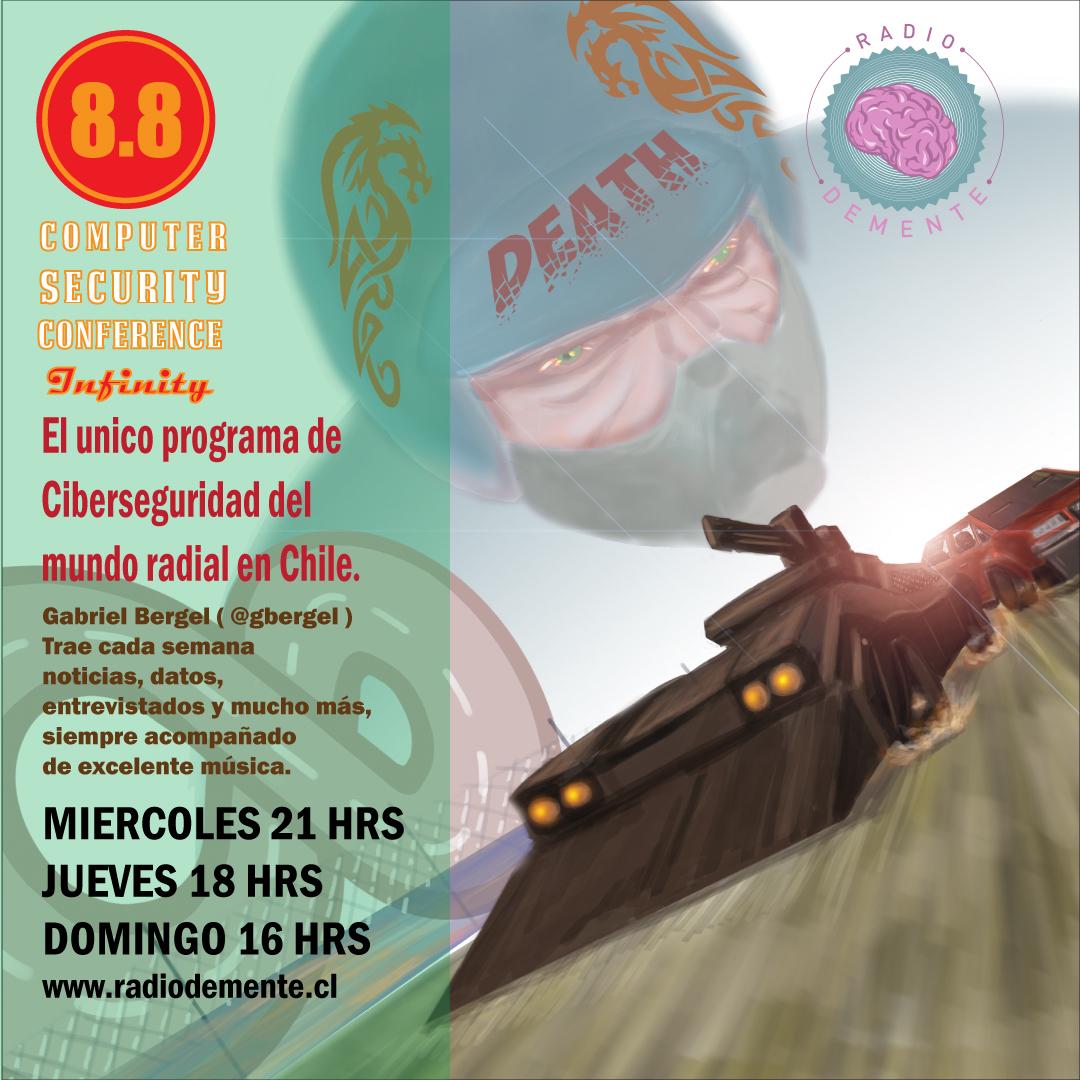 8.8
COMPUTER
SECURITY
CONFERENCE
Infinity
El unico programa de
Ciberseguridad del
mundo radial en Chile.
Gabriel Bergel ( @gbergel )
Trae cada semana
noticias, datos,
entrevistados y mucho más,
siempre acompañado
de excelente música.
MIERCOLES 21 HRS
JUEVES 18 HRS
DOMINGO 16 HRS
www.radiodemente.cl
DEATH
RADIO
DEMENTE